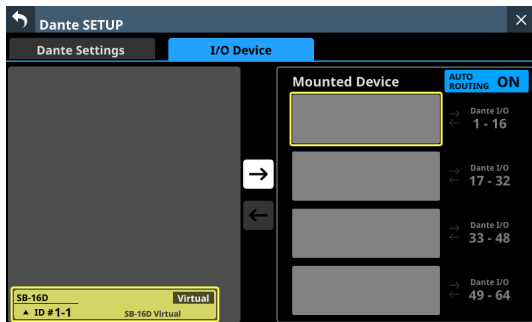 Dante SETUP
Dante Settings
I/O Device
Mounted Device
AUTO ROUTING ON
Dante I/O
1 - 16
Dante I/O
17 - 32
Dante I/O
33 - 48
Dante I/O
49 - 64
SB-16D
Virtual
ID # 1-1
SB-16D Virtual